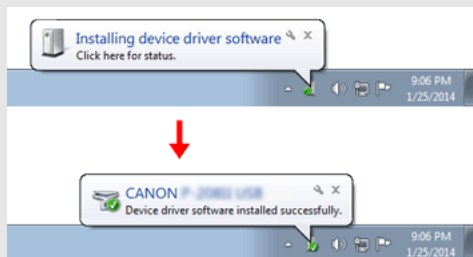 Installing device driver software
Click here for status.
9:06 PM
1/25/2014
CANON
Device driver software installed successfully.
9:06 PM
1/25/2014